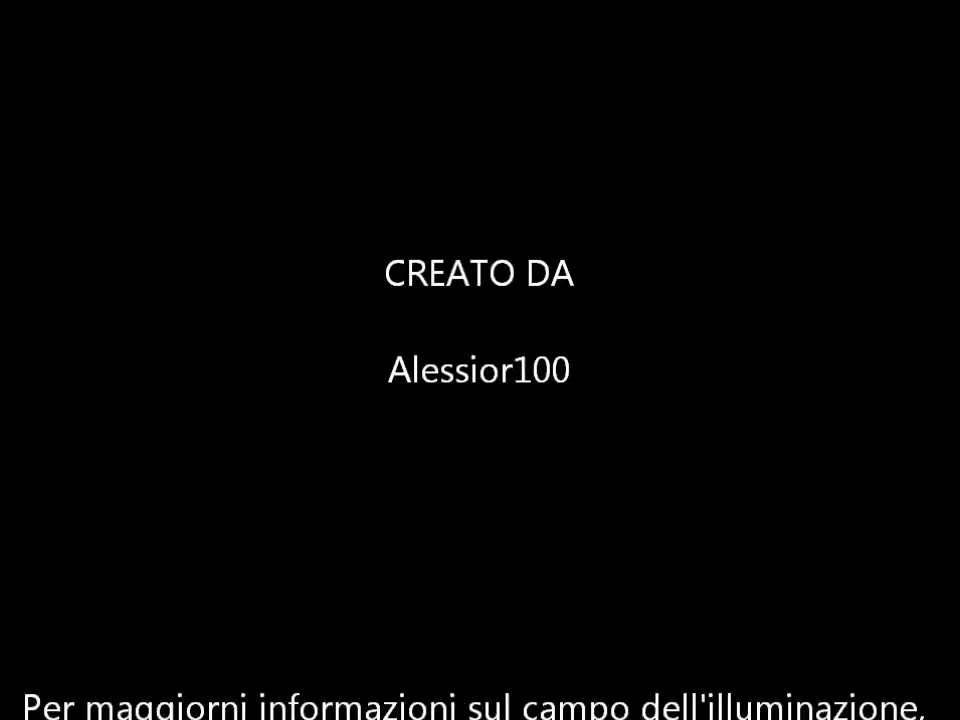 CREATO DA
Alessior100
Per maggiorni informazioni sul campo dell'illuminazione,